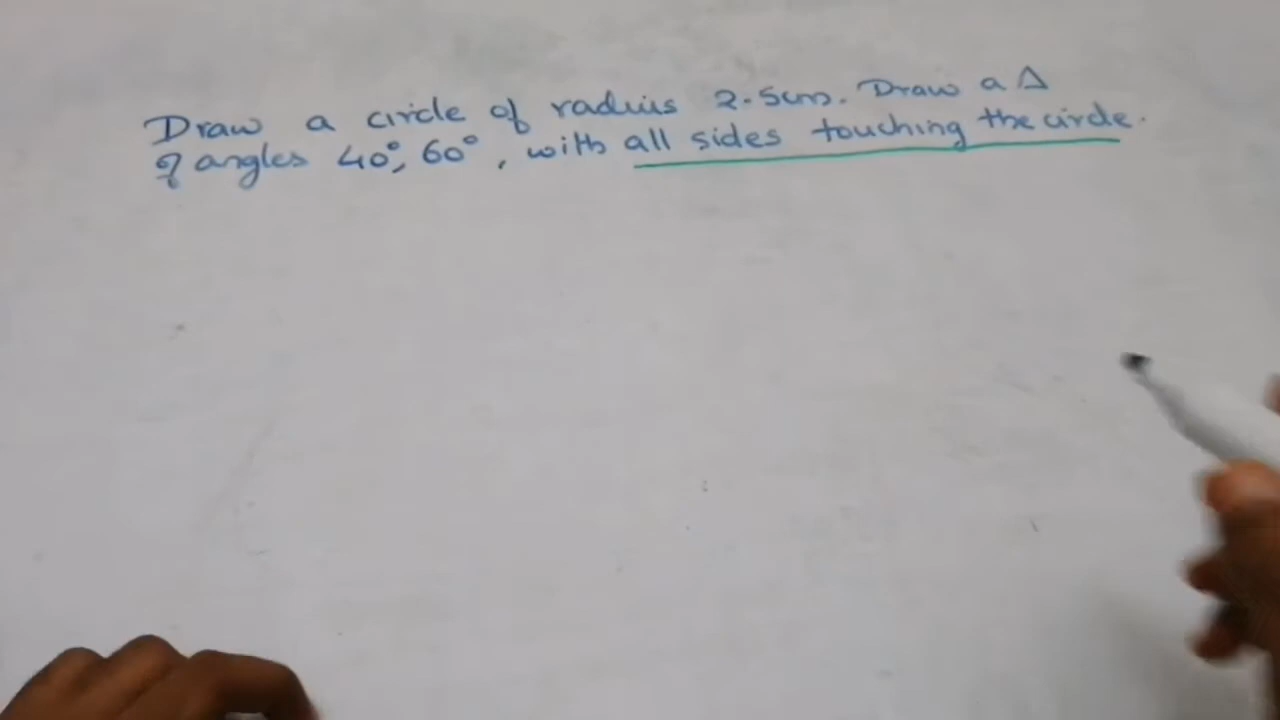 Draw a circle of radius 2.5cm. Draw a Δ
of angles 40°, 60°, with all sides touching the circle.